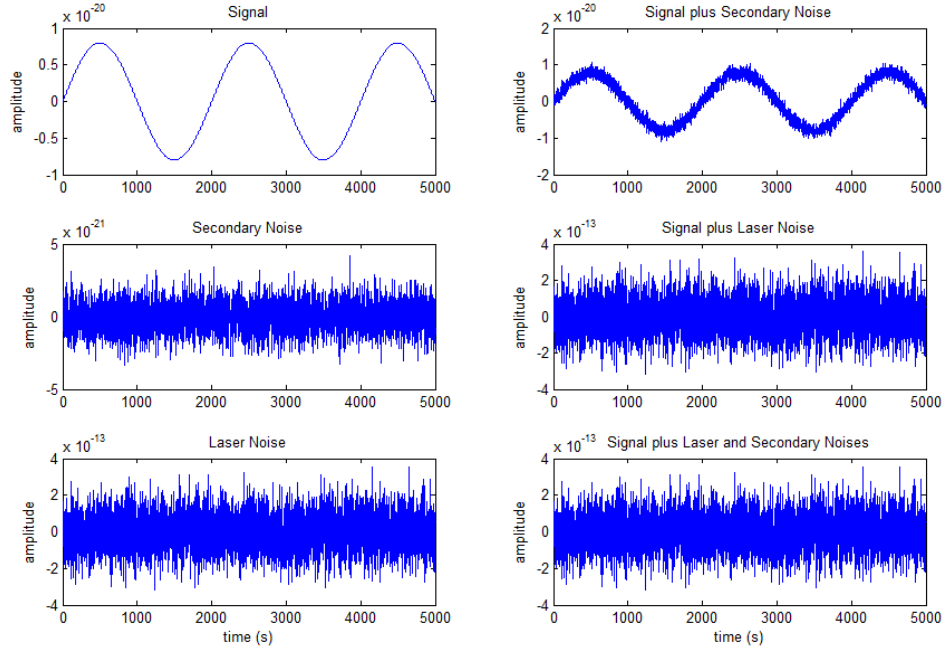 Signal
x 10^-20
1
0.5
0
-0.5
-1
amplitude
0 1000 2000 3000 4000 5000
Signal plus Secondary Noise
x 10^-20
2
1
0
-1
-2
amplitude
0 1000 2000 3000 4000 5000
Secondary Noise
x 10^-21
5
0
-5
amplitude
0 1000 2000 3000 4000 5000
Signal plus Laser Noise
x 10^-13
4
2
0
-2
-4
amplitude
0 1000 2000 3000 4000 5000
Laser Noise
x 10^-13
4
2
0
-2
-4
amplitude
0 1000 2000 3000 4000 5000
time (s)
Signal plus Laser and Secondary Noises
x 10^-13
4
2
0
-2
-4
amplitude
0 1000 2000 3000 4000 5000
time (s)